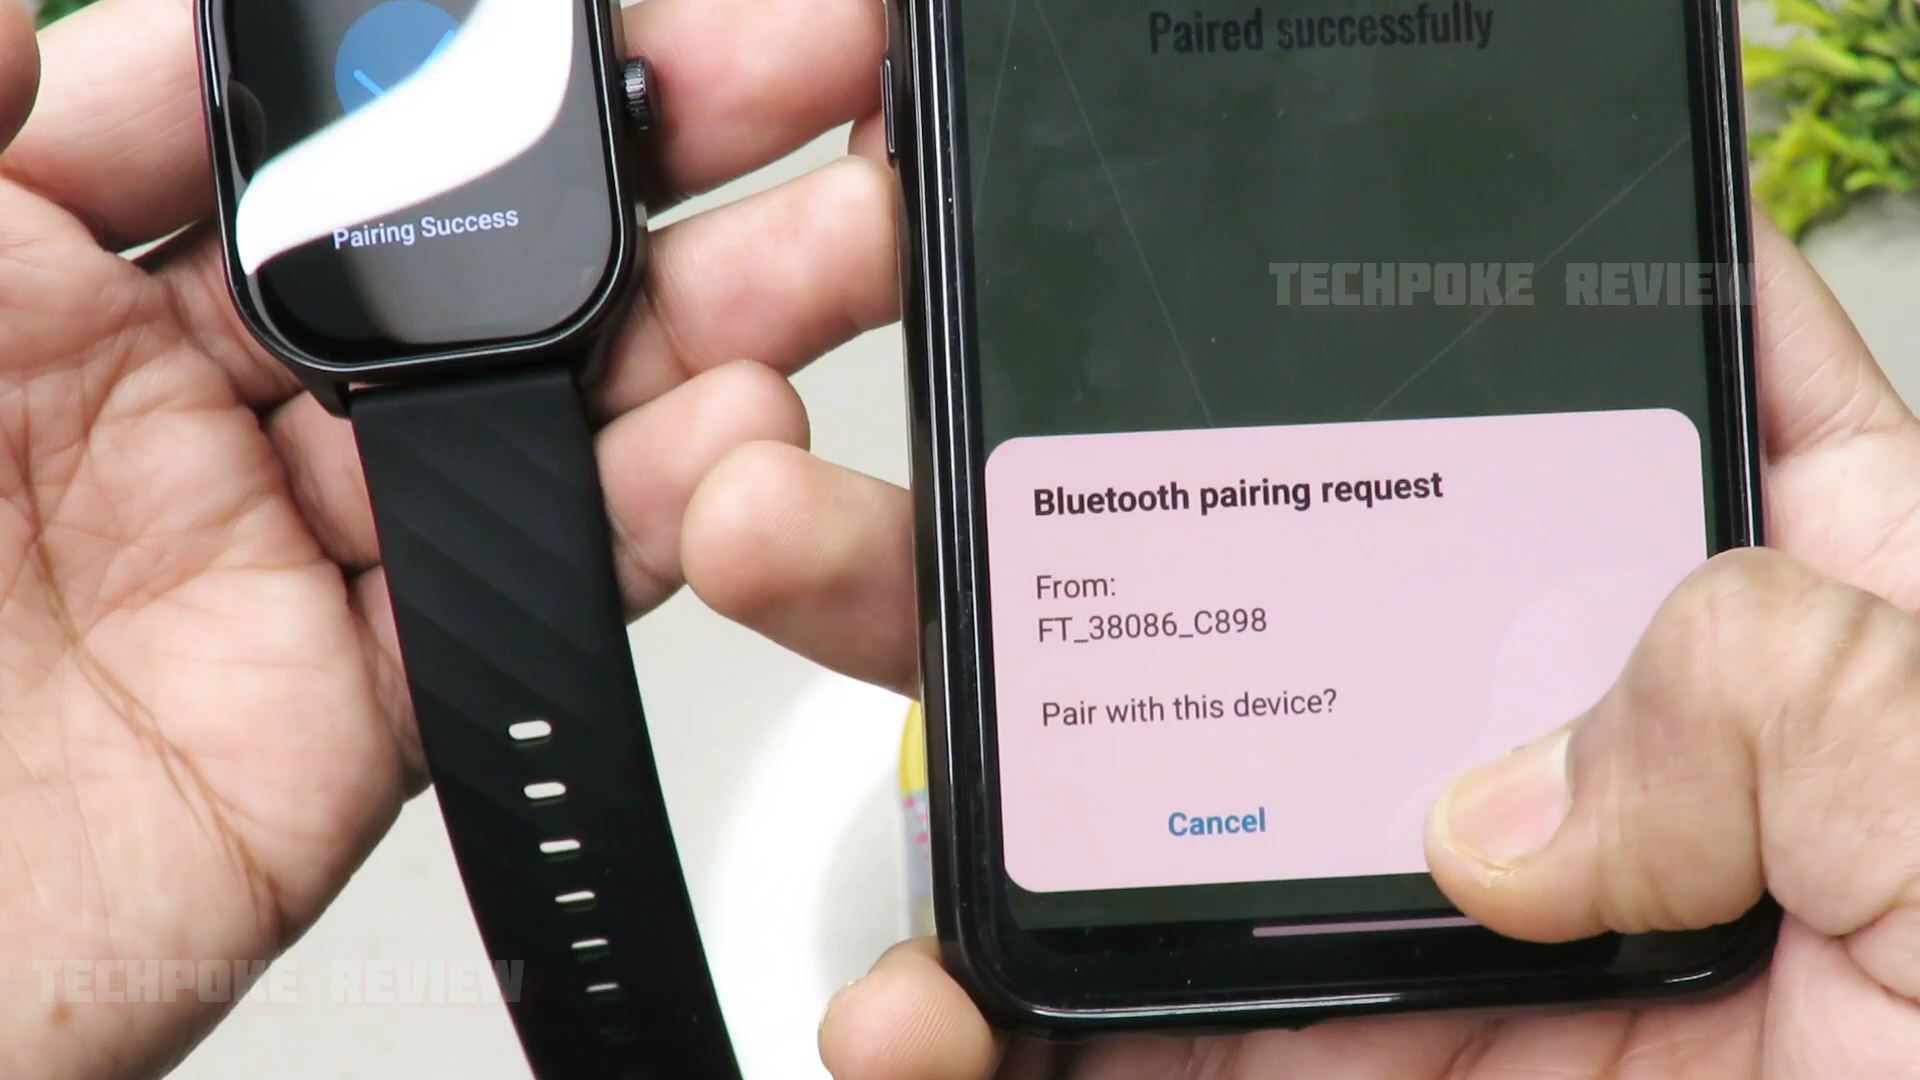 Pairing Success
Paired successfully
TECHPOKE REVIEW
Bluetooth pairing request
From:
FT_38086_C898
Pair with this device?
Cancel
TECHPOKE REVIEW